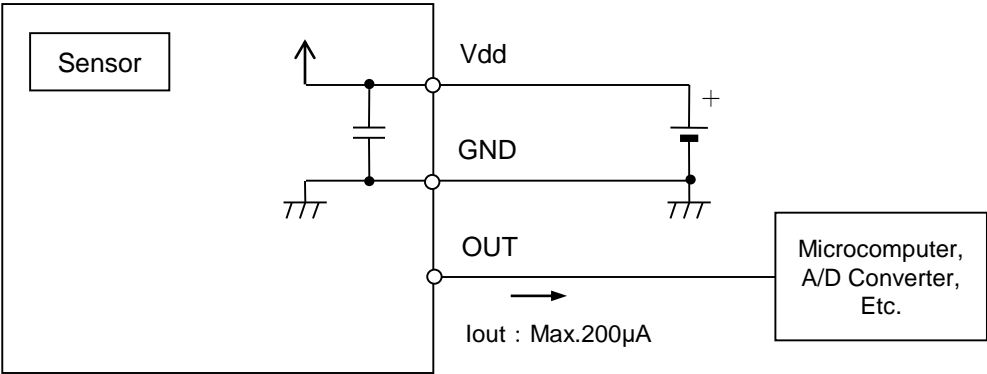 Sensor
Vdd
+
GND
OUT
Microcomputer,
A/D Converter,
Etc.
Iout：Max.200μA